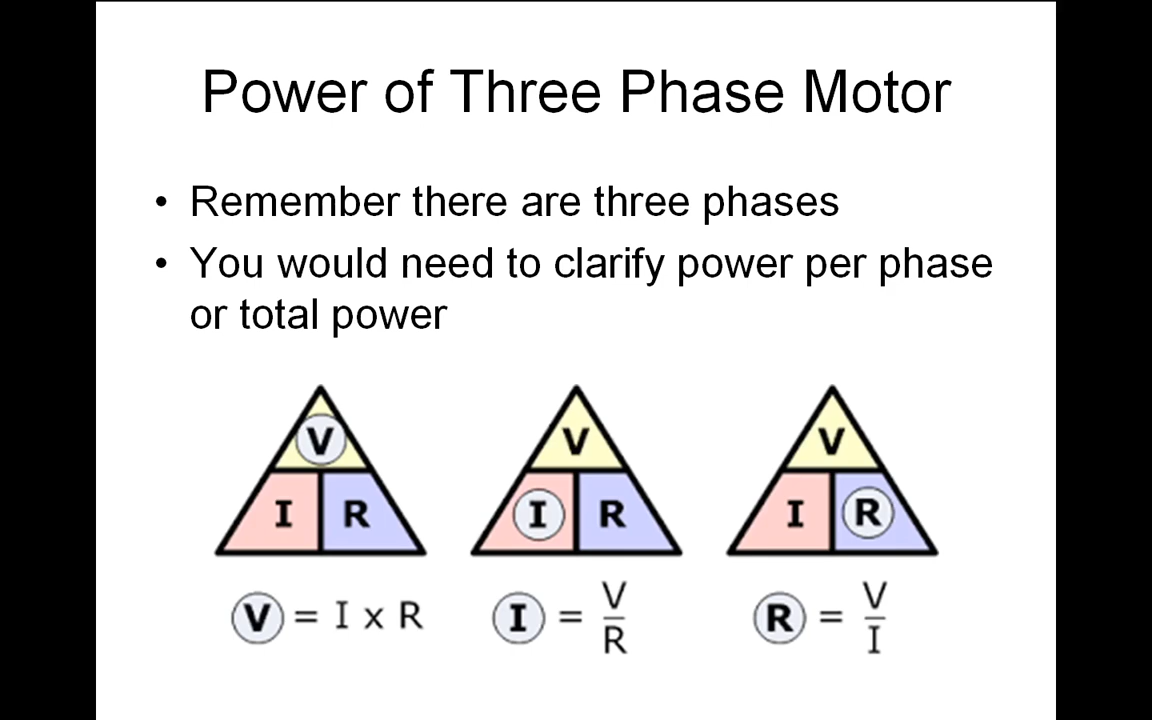 Power of Three Phase Motor
• Remember there are three phases
• You would need to clarify power per phase
or total power
V V V
I R I R I R
V = I x R I = V/R R = V/I